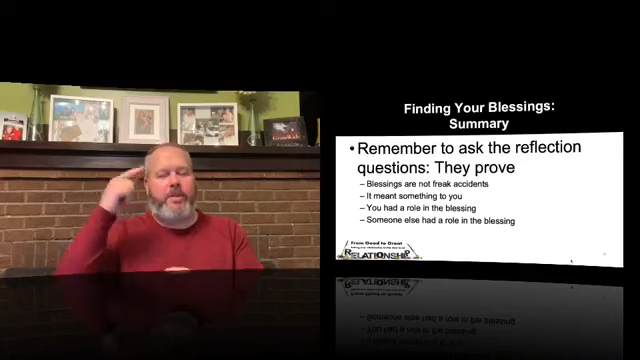 Finding Your Blessings:
Summary
• Remember to ask the reflection
questions: They prove
– Blessings are not freak accidents
– It meant something to you
– You had a role in the blessing
– Someone else had a role in the blessing
From Good to Great
RELATIONSHIP